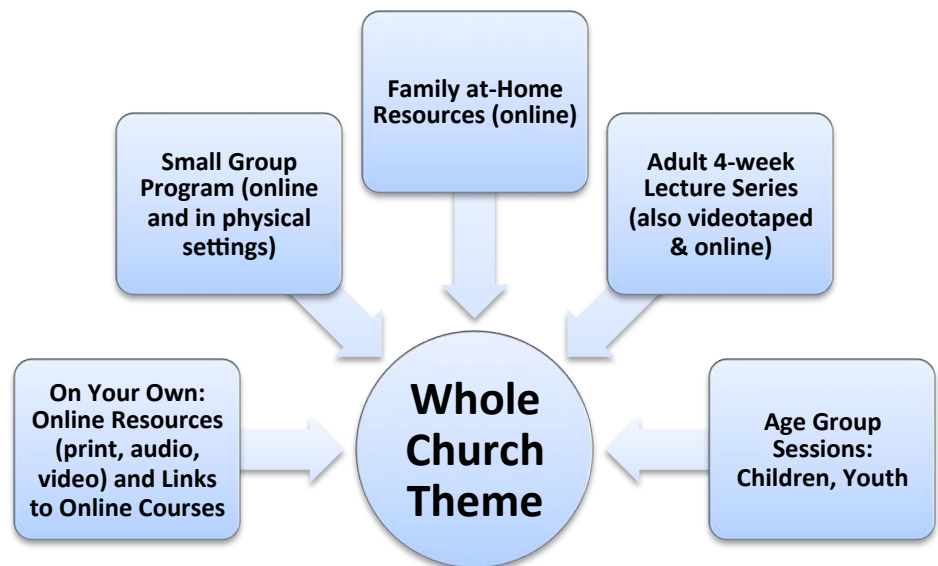 Family at-Home
Resources (online)
Small Group
Program (online
and in physical
settings)
Adult 4-week
Lecture Series
(also videotaped
& online)
On Your Own:
Online Resources
(print, audio,
video) and Links
to Online Courses
Whole
Church
Theme
Age Group
Sessions:
Children, Youth